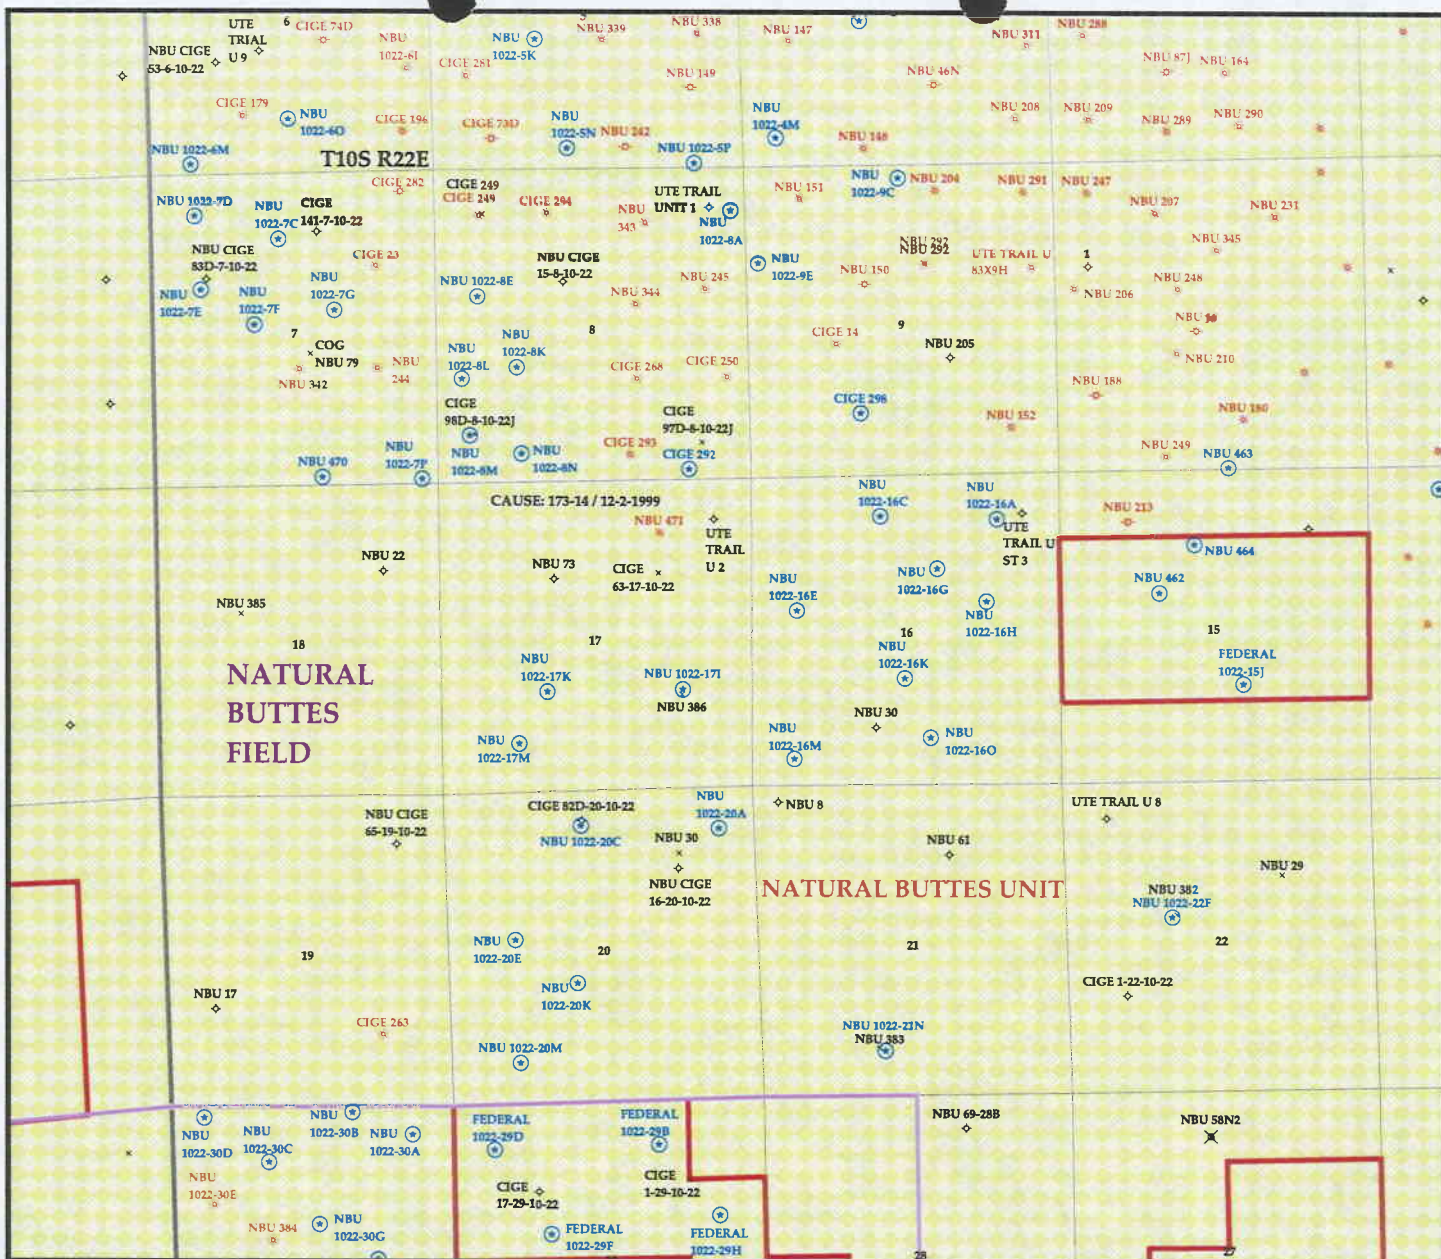 UTE
TRIAL
U 9
6
CIGE 74D
NBU CIGE
53-6-10-22
NBU
1022-6I
CIGE 281
NBU
1022-5K
NBU 339
NBU 338
NBU 149
NBU 147
NBU 46N
NBU 311
NBU 288
NBU 87J
NBU 164
CIGE 179
NBU
1022-6O
CIGE 196
CIGE 73D
NBU
1022-5N
NBU 242
NBU 1022-5P
NBU
1022-4M
NBU 148
NBU 208
NBU 209
NBU 289
NBU 290
NBU 1022-6M
T10S R22E
CIGE 282
NBU 1022-7D
NBU
1022-7C
CIGE
141-7-10-22
CIGE 249
CIGE 249
CIGE 294
NBU
343
UTE TRAIL
UNIT 1
NBU
1022-8A
NBU 151
NBU
1022-9C
NBU 204
NBU 291
NBU 247
NBU 207
NBU 231
NBU CIGE
83D-7-10-22
NBU
1022-7E
NBU
1022-7F
NBU
1022-7G
CIGE 23
NBU 1022-8E
NBU CIGE
15-8-10-22
NBU 344
NBU 245
NBU
1022-9E
NBU 150
NBU 292
NBU 292
UTE TRAIL U
83X9H
1
NBU 206
NBU 345
NBU 248
NBU
NBU 210
7
COG
NBU 79
NBU 342
NBU
244
NBU
1022-8L
NBU
1022-8K
8
CIGE 268
CIGE 250
CIGE 14
9
NBU 205
NBU 188
NBU 180
CIGE
98D-8-10-22J
NBU
1022-8M
NBU
1022-8N
CIGE 293
CIGE
97D-8-10-22J
CIGE 292
CIGE 298
NBU 152
NBU 249
NBU 463
NBU 470
NBU
1022-7P
CAUSE: 173-14 / 12-2-1999
NBU 471
UTE
TRAIL
U 2
NBU
1022-16C
NBU
1022-16A
UTE
TRAIL U
ST 3
NBU 213
NBU 464
NBU 462
15
FEDERAL
1022-15J
NBU 22
NBU 385
18
NBU 73
CIGE
63-17-10-22
17
NBU
1022-16E
NBU
1022-16G
NBU
1022-16H
16
NBU
1022-16K
NATURAL
BUTTES
FIELD
NBU
1022-17K
NBU 1022-17I
NBU 386
NBU
1022-17M
NBU 30
NBU
1022-16M
NBU
1022-16O
NBU CIGE
65-19-10-22
CIGE 82D-20-10-22
NBU 1022-20C
NBU
1022-20A
NBU 30
NBU CIGE
16-20-10-22
NBU 8
NBU 61
UTE TRAIL U 8
NBU 29
NATURAL BUTTES UNIT
NBU 382
NBU 1022-22F
19
NBU
1022-20E
20
21
22
NBU 17
CIGE 263
NBU
1022-20K
NBU 1022-20M
NBU 1022-21N
NBU 383
CIGE 1-22-10-22
NBU
1022-30D
NBU
1022-30C
NBU
1022-30B
NBU
1022-30A
NBU
1022-30E
NBU 384
NBU
1022-30G
FEDERAL
1022-29D
FEDERAL
1022-29B
CIGE
17-29-10-22
CIGE
1-29-10-22
FEDERAL
1022-29F
FEDERAL
1022-29H
NBU 69-28B
NBU 58N2
28
27